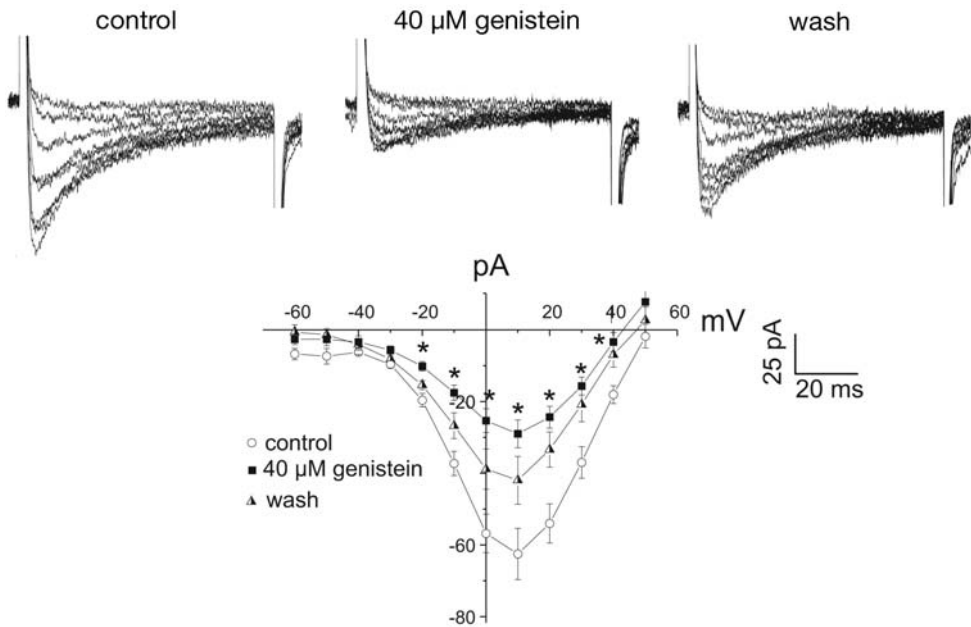 control 40 µM genistein wash
pA
-60 -40 -20 20 40 60 mV
* * * * * * *
-20
25 pA
20 ms
control
40 µM genistein
wash
-60
-80